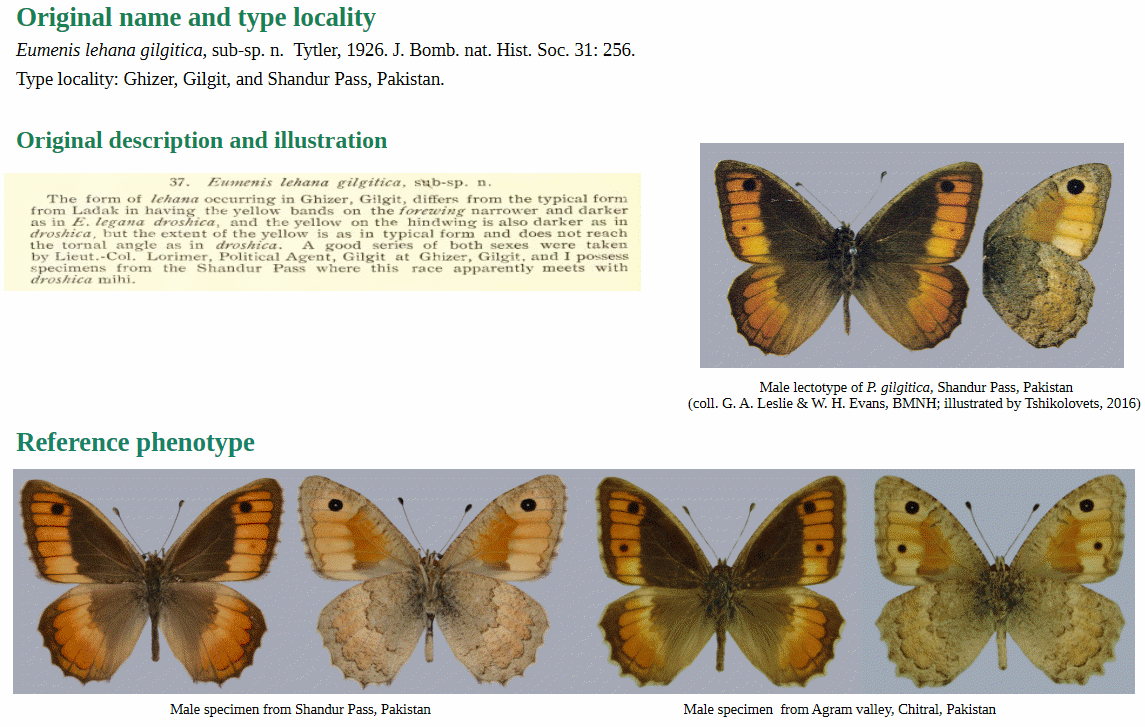 Original name and type locality
Eumenis lehana gilgitica, sub-sp. n. Tytler, 1926. J. Bomb. nat. Hist. Soc. 31: 256.
Type locality: Ghizer, Gilgit, and Shandur Pass, Pakistan.
Original description and illustration
37. Eumenis lehana gilgitica, sub-sp. n.
The form of lehana occurring in Ghizer, Gilgit, differs from the typical form
from Ladak in having the yellow bands on the forewing narrower and darker
as in E. legana droshica, and the yellow on the hindwing is also darker as in
droshica, but the extent of the yellow is as in typical form and does not reach
the tornal angle as in droshica. A good series of both sexes were taken
by Lieut.-Col. Lorimer, Political Agent, Gilgit at Ghizer, Gilgit, and I possess
specimens from the Shandur Pass where this race apparently meets with
droshica mihi.
Male lectotype of P. gilgitica, Shandur Pass, Pakistan
(coll. G. A. Leslie & W. H. Evans, BMNH; illustrated by Tshikolovets, 2016)
Reference phenotype
Male specimen from Shandur Pass, Pakistan
Male specimen from Agram valley, Chitral, Pakistan